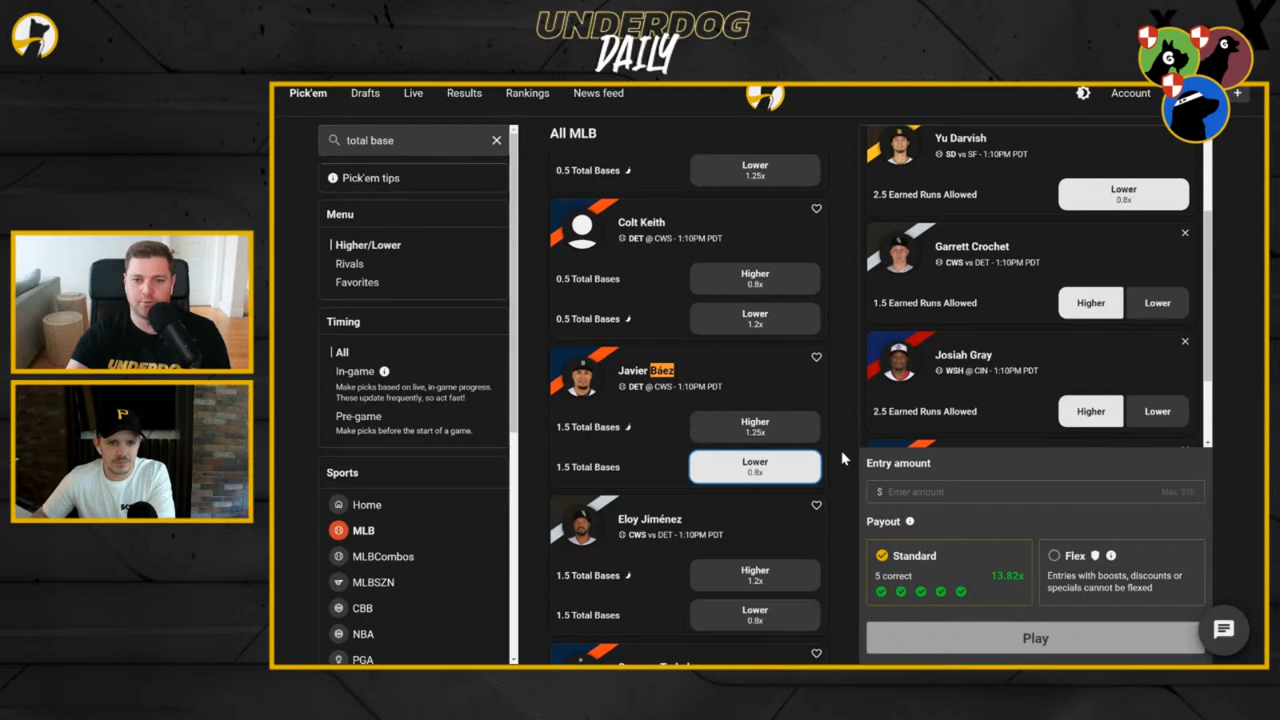 UNDERDOG
DAILY
Pick'em
Drafts
Live
Results
Rankings
News feed
Account
+
total base
Pick'em tips
Menu
Higher/Lower
Rivals
Favorites
Timing
All
In-game
Make picks based on live, in-game progress.
These update frequently, so act fast!
Pre-game
Make picks before the start of a game.
Sports
Home
MLB
MLBCombos
MLBSZN
CBB
NBA
PGA
All MLB
0.5 Total Bases
Lower
1.25x
Colt Keith
DET @ CWS - 1:10PM PDT
0.5 Total Bases
Higher
0.8x
0.5 Total Bases
Lower
1.2x
Javier Báez
DET @ CWS - 1:10PM PDT
1.5 Total Bases
Higher
1.25x
1.5 Total Bases
Lower
0.8x
Eloy Jiménez
CWS vs DET - 1:10PM PDT
1.5 Total Bases
Higher
1.2x
1.5 Total Bases
Lower
0.8x
Yu Darvish
SD vs SF - 1:10PM PDT
2.5 Earned Runs Allowed
Lower
0.8x
Garrett Crochet
CWS vs DET - 1:10PM PDT
1.5 Earned Runs Allowed
Higher
Lower
Josiah Gray
WSH @ CIN - 1:10PM PDT
2.5 Earned Runs Allowed
Higher
Lower
Entry amount
$ Enter amount
Max: $10
Payout
Standard
5 correct
13.82x
Flex
Entries with boosts, discounts or
specials cannot be flexed
Play
G
G
P
UNDERDOG